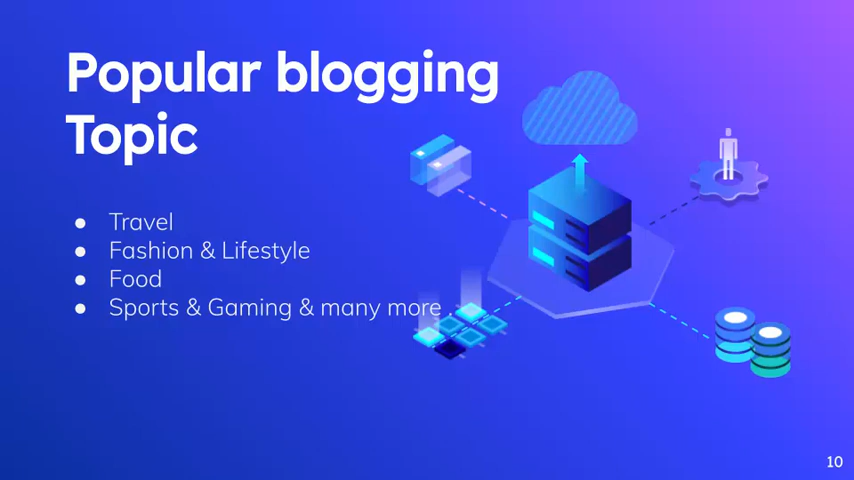 Popular blogging
Topic
● Travel
● Fashion & Lifestyle
● Food
● Sports & Gaming & many more .
10